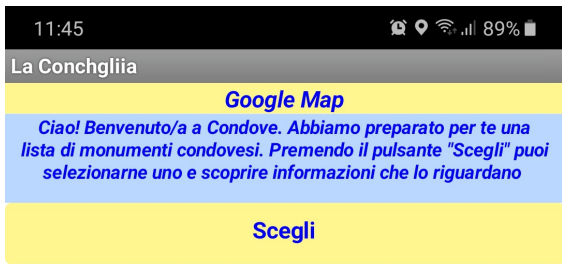 11:45 89%
La Conchgliia
Google Map
Ciao! Benvenuto/a a Condove. Abbiamo preparato per te una
lista di monumenti condovesi. Premendo il pulsante "Scegli" puoi
selezionarne uno e scoprire informazioni che lo riguardano
Scegli